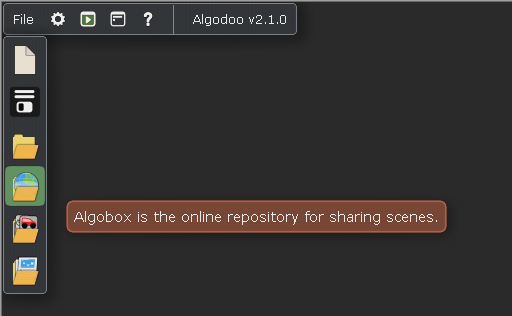 File ? Algodoo v2.1.0
Algobox is the online repository for sharing scenes.